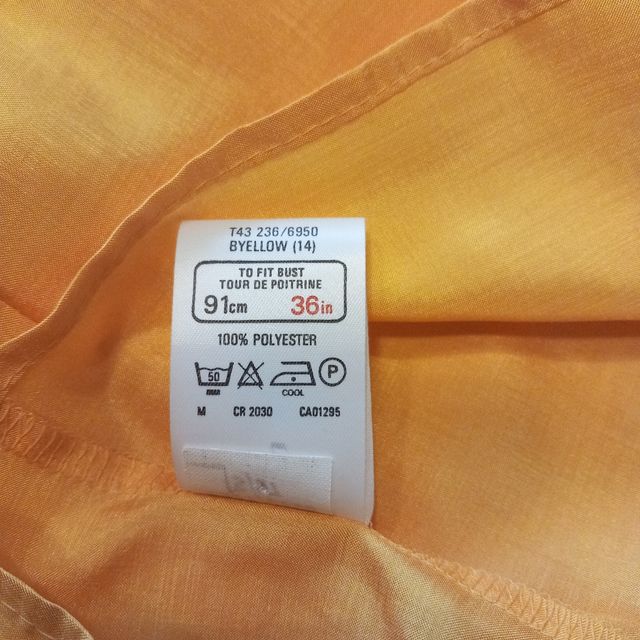 T43 236/6950
BYELLOW (14)
TO FIT BUST
TOUR DE POITRINE
91cm 36in
100% POLYESTER
50 P
COOL
M CR 2030 CA01295